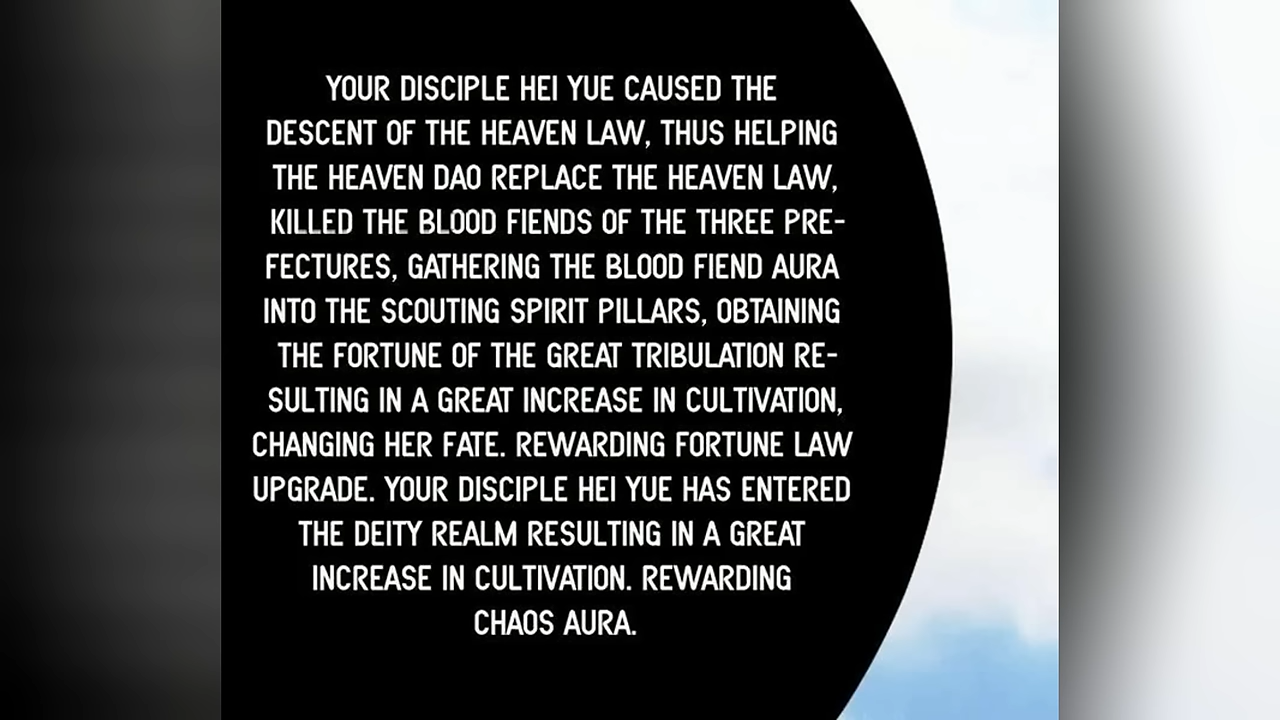 YOUR DISCIPLE HEI YUE CAUSED THE
DESCENT OF THE HEAVEN LAW, THUS HELPING
THE HEAVEN DAO REPLACE THE HEAVEN LAW,
KILLED THE BLOOD FIENDS OF THE THREE PRE-
FECTURES, GATHERING THE BLOOD FIEND AURA
INTO THE SCOUTING SPIRIT PILLARS, OBTAINING
THE FORTUNE OF THE GREAT TRIBULATION RE-
SULTING IN A GREAT INCREASE IN CULTIVATION,
CHANGING HER FATE. REWARDING FORTUNE LAW
UPGRADE. YOUR DISCIPLE HEI YUE HAS ENTERED
THE DEITY REALM RESULTING IN A GREAT
INCREASE IN CULTIVATION. REWARDING
CHAOS AURA.